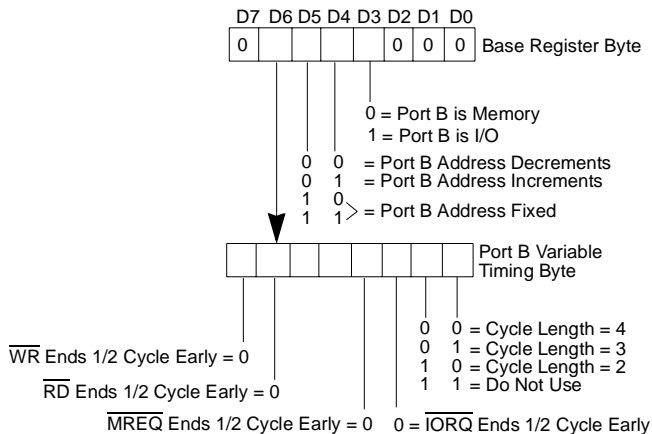 D7 D6 D5 D4 D3 D2 D1 D0
0 0 0 0 Base Register Byte
0 = Port B is Memory
1 = Port B is I/O
0 0 = Port B Address Decrements
0 1 = Port B Address Increments
1 0
1 1 > = Port B Address Fixed
Port B Variable
Timing Byte
0 0 = Cycle Length = 4
0 1 = Cycle Length = 3
1 0 = Cycle Length = 2
1 1 = Do Not Use
WR Ends 1/2 Cycle Early = 0
RD Ends 1/2 Cycle Early = 0
MREQ Ends 1/2 Cycle Early = 0 0 = IORQ Ends 1/2 Cycle Early